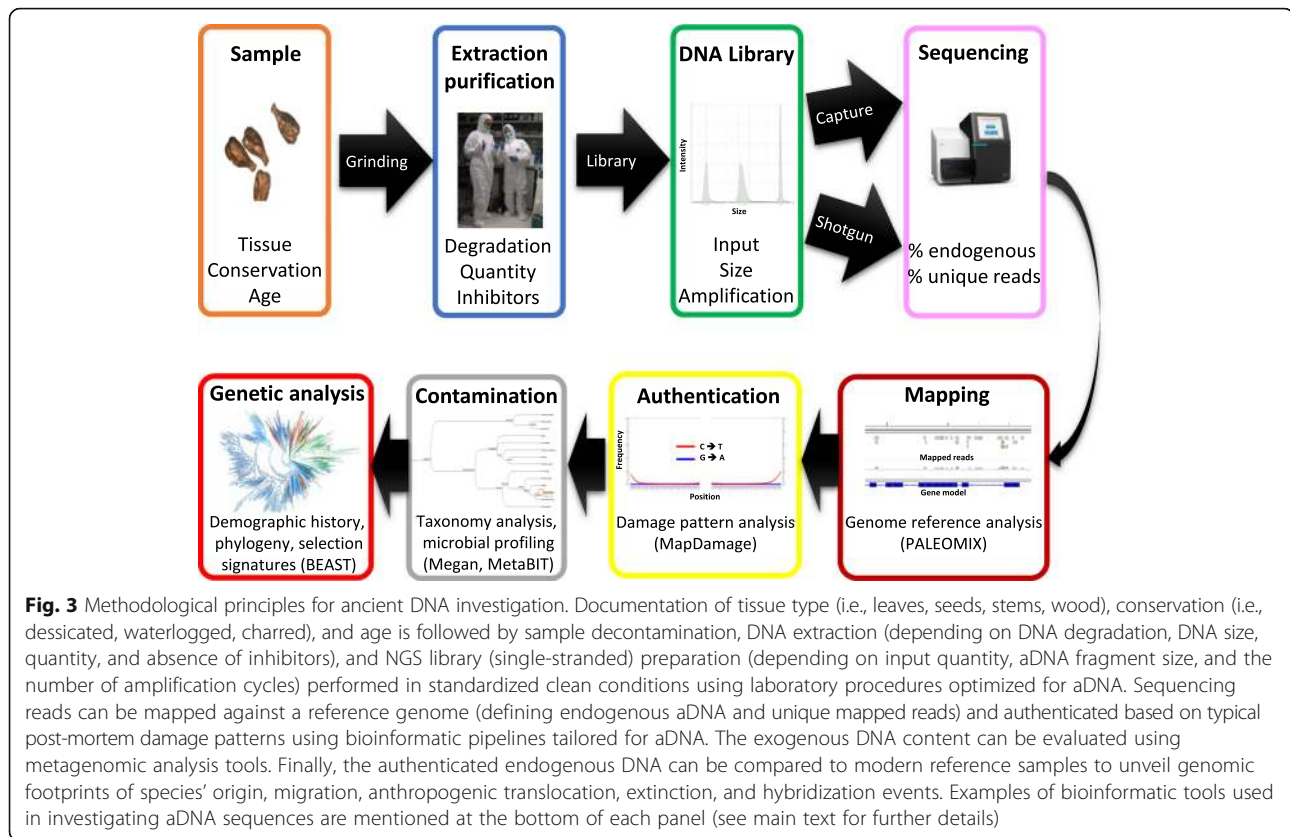 Sample
Tissue
Conservation
Age
Grinding
Extraction
purification
Degradation
Quantity
Inhibitors
Library
DNA Library
Intensity
Size
Input
Size
Amplification
Capture
Shotgun
Sequencing
% endogenous
% unique reads
Mapping
Mapped reads
Gene model
Genome reference analysis
(PALEOMIX)
Authentication
Frequency
C → T
G → A
Position
Damage pattern analysis
(MapDamage)
Contamination
Taxonomy analysis,
microbial profiling
(Megan, MetaBIT)
Genetic analysis
Demographic history,
phylogeny, selection
signatures (BEAST)
Fig. 3 Methodological principles for ancient DNA investigation. Documentation of tissue type (i.e., leaves, seeds, stems, wood), conservation (i.e.,
dessicated, waterlogged, charred), and age is followed by sample decontamination, DNA extraction (depending on DNA degradation, DNA size,
quantity, and absence of inhibitors), and NGS library (single-stranded) preparation (depending on input quantity, aDNA fragment size, and the
number of amplification cycles) performed in standardized clean conditions using laboratory procedures optimized for aDNA. Sequencing
reads can be mapped against a reference genome (defining endogenous aDNA and unique mapped reads) and authenticated based on typical
post-mortem damage patterns using bioinformatic pipelines tailored for aDNA. The exogenous DNA content can be evaluated using
metagenomic analysis tools. Finally, the authenticated endogenous DNA can be compared to modern reference samples to unveil genomic
footprints of species' origin, migration, anthropogenic translocation, extinction, and hybridization events. Examples of bioinformatic tools used
in investigating aDNA sequences are mentioned at the bottom of each panel (see main text for further details)